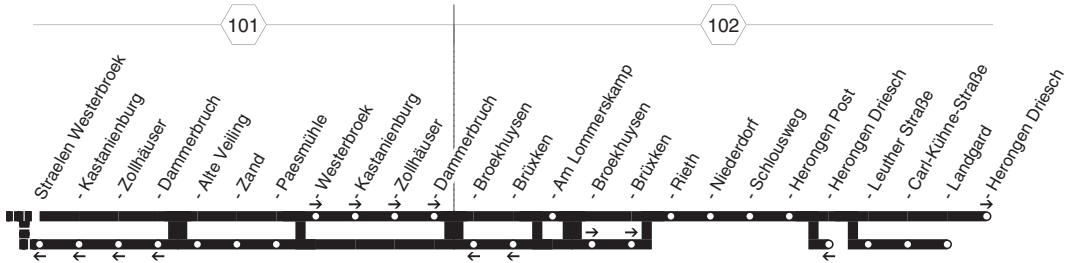 101
102
Straelen Westerbroek
- Kastanienburg
- Zollhäuser
- Dammerbruch
- Alte Veiling
- Zand
- Paesmühle
- Westerbroek
- Kastanienburg
- Zollhäuser
- Dammerbruch
- Broekhuysen
- Brüxken
- Am Lommerskamp
- Broekhuysen
- Brüxken
- Rieth
- Niederdorf
- Schlousweg
- Herongen Post
- Herongen Driesch
- Leuther Straße
- Carl-Kühne-Straße
- Landgard
- Herongen Driesch